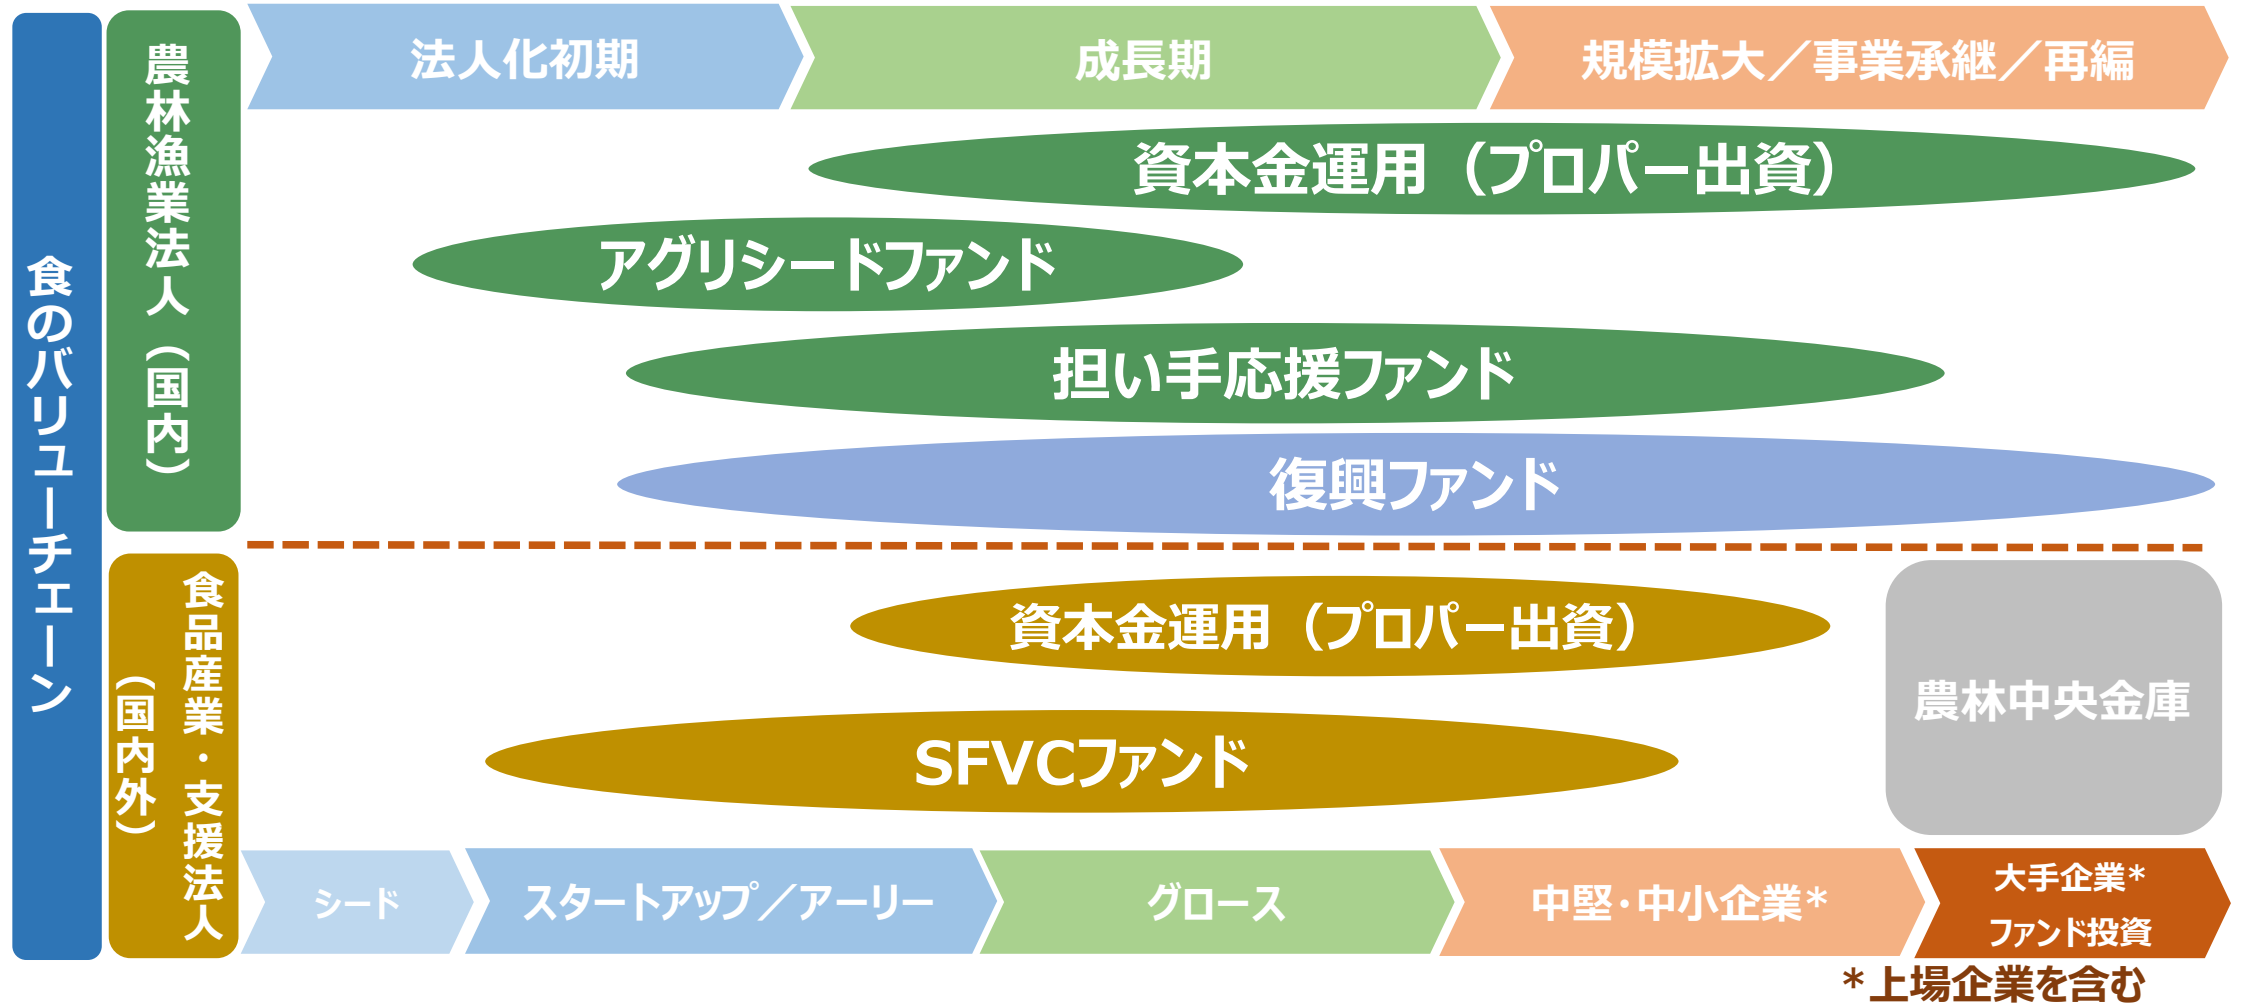 食のバリューチェーン
農林漁業法人（国内）
法人化初期
成長期
規模拡大／事業承継／再編
資本金運用（プロパー出資）
アグリシードファンド
担い手応援ファンド
復興ファンド
食品産業・支援法人
（国内外）
資本金運用（プロパー出資）
SFVCファンド
農林中央金庫
シード
スタートアップ／アーリー
グロース
中堅・中小企業*
大手企業*
ファンド投資
*上場企業を含む